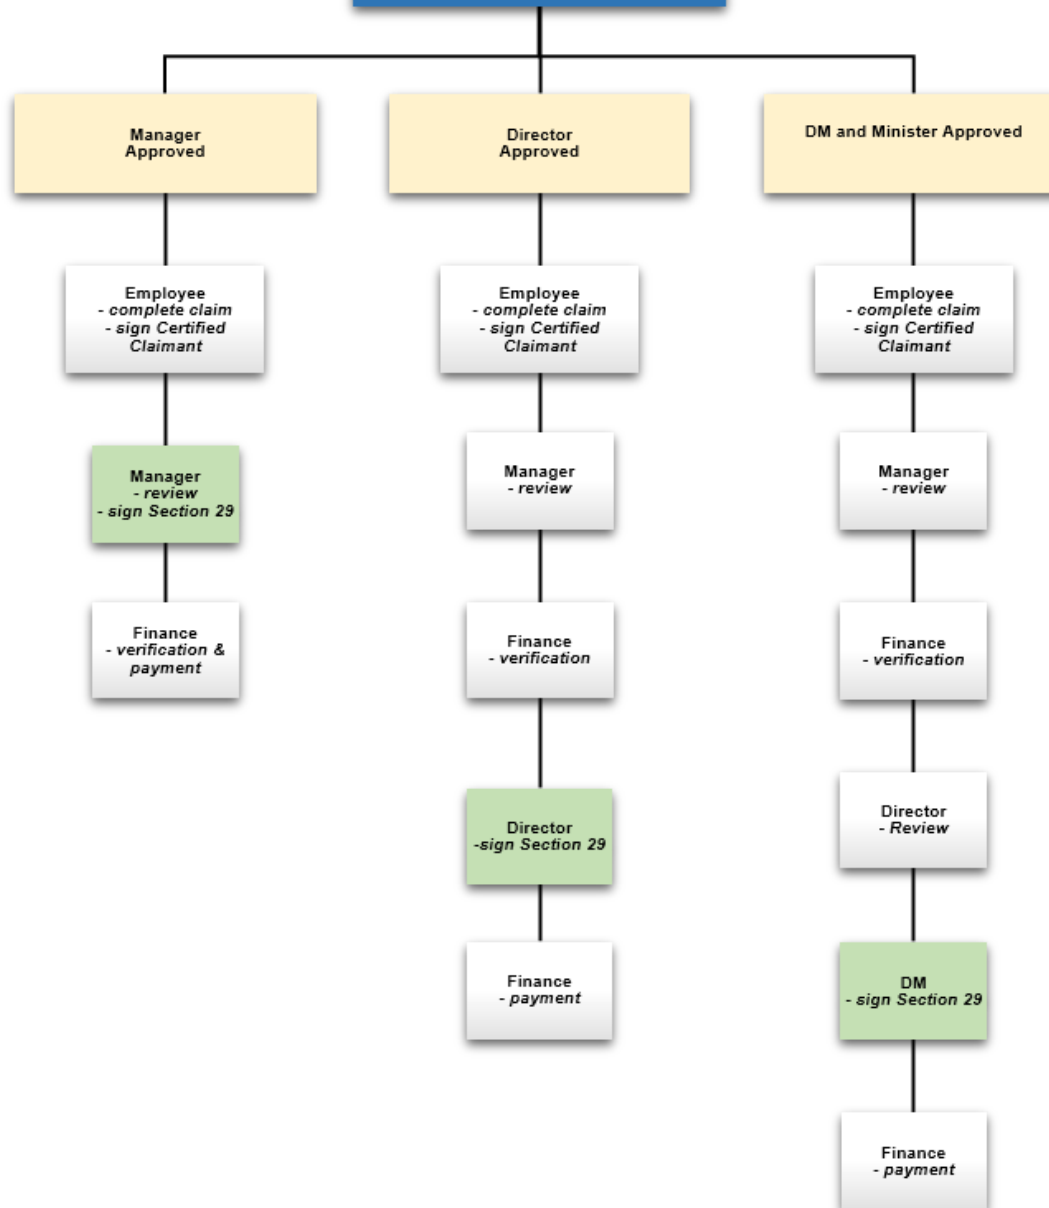 Manager
Approved
Director
Approved
DM and Minister Approved
Employee
- complete claim
- sign Certified
Claimant
Employee
- complete claim
- sign Certified
Claimant
Employee
- complete claim
- sign Certified
Claimant
Manager
- review
- sign Section 29
Manager
- review
Manager
- review
Finance
- verification &
payment
Finance
- verification
Finance
- verification
Director
-sign Section 29
Director
- Review
Finance
- payment
DM
- sign Section 29
Finance
- payment